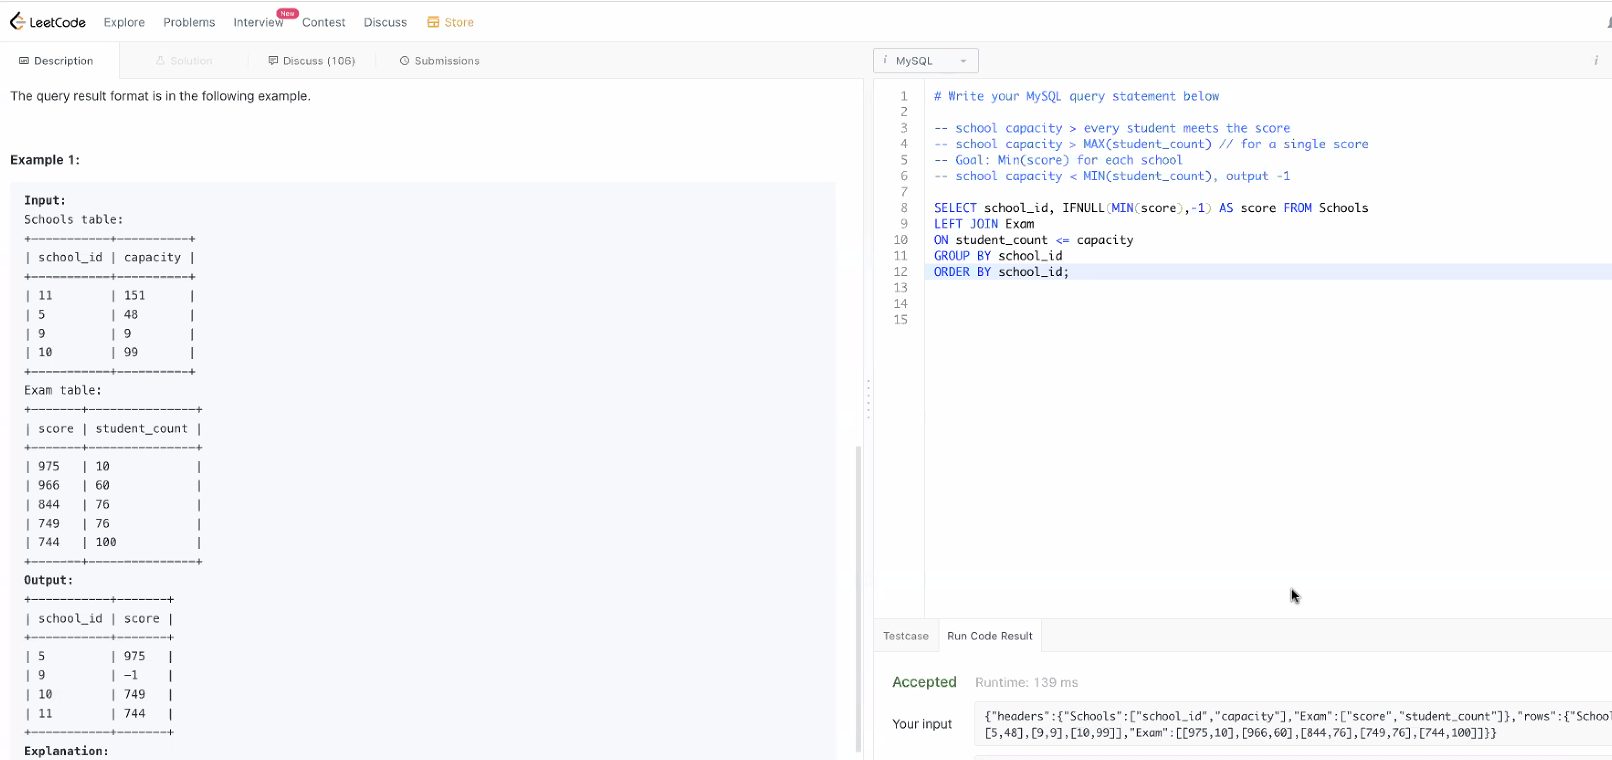 LeetCode Explore Problems Interview New Contest Discuss Store
Description Solution Discuss (106) Submissions
The query result format is in the following example.
Example 1:
Input:
Schools table:
+-----------+----------+
| school_id | capacity |
+-----------+----------+
| 11        | 151      |
| 5         | 48       |
| 9         | 9        |
| 10        | 99       |
+-----------+----------+
Exam table:
+-------+---------------+
| score | student_count |
+-------+---------------+
| 975   | 10            |
| 966   | 60            |
| 844   | 76            |
| 749   | 76            |
| 744   | 100           |
+-------+---------------+
Output:
+-----------+-------+
| school_id | score |
+-----------+-------+
| 5         | 975   |
| 9         | -1    |
| 10        | 749   |
| 11        | 744   |
+-----------+-------+
Explanation:
i MySQL
i
1 # Write your MySQL query statement below
2
3 -- school capacity > every student meets the score
4 -- school capacity > MAX(student_count) // for a single score
5 -- Goal: Min(score) for each school
6 -- school capacity < MIN(student_count), output -1
7
8 SELECT school_id, IFNULL(MIN(score),-1) AS score FROM Schools
9 LEFT JOIN Exam
10 ON student_count <= capacity
11 GROUP BY school_id
12 ORDER BY school_id;
13
14
15
Testcase Run Code Result
Accepted Runtime: 139 ms
Your input
{"headers":{"Schools":["school_id","capacity"],"Exam":["score","student_count"]},"rows":{"School
[5,48],[9,9],[10,99]],"Exam":[[975,10],[966,60],[844,76],[749,76],[744,100]]}}